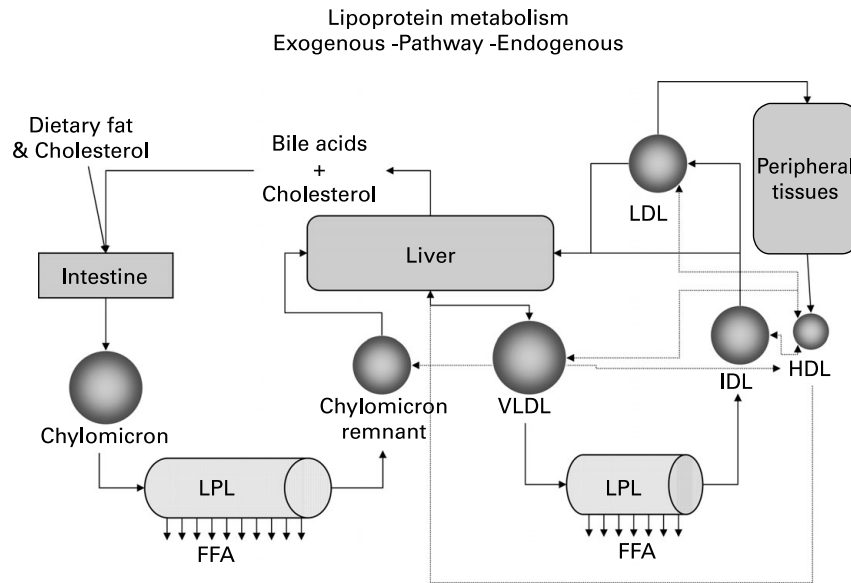 Lipoprotein metabolism
Exogenous -Pathway -Endogenous
Dietary fat
& Cholesterol
Bile acids
+
Cholesterol
Peripheral
tissues
LDL
Liver
Intestine
Chylomicron
Chylomicron
remnant
VLDL
IDL
HDL
LPL
FFA
LPL
FFA